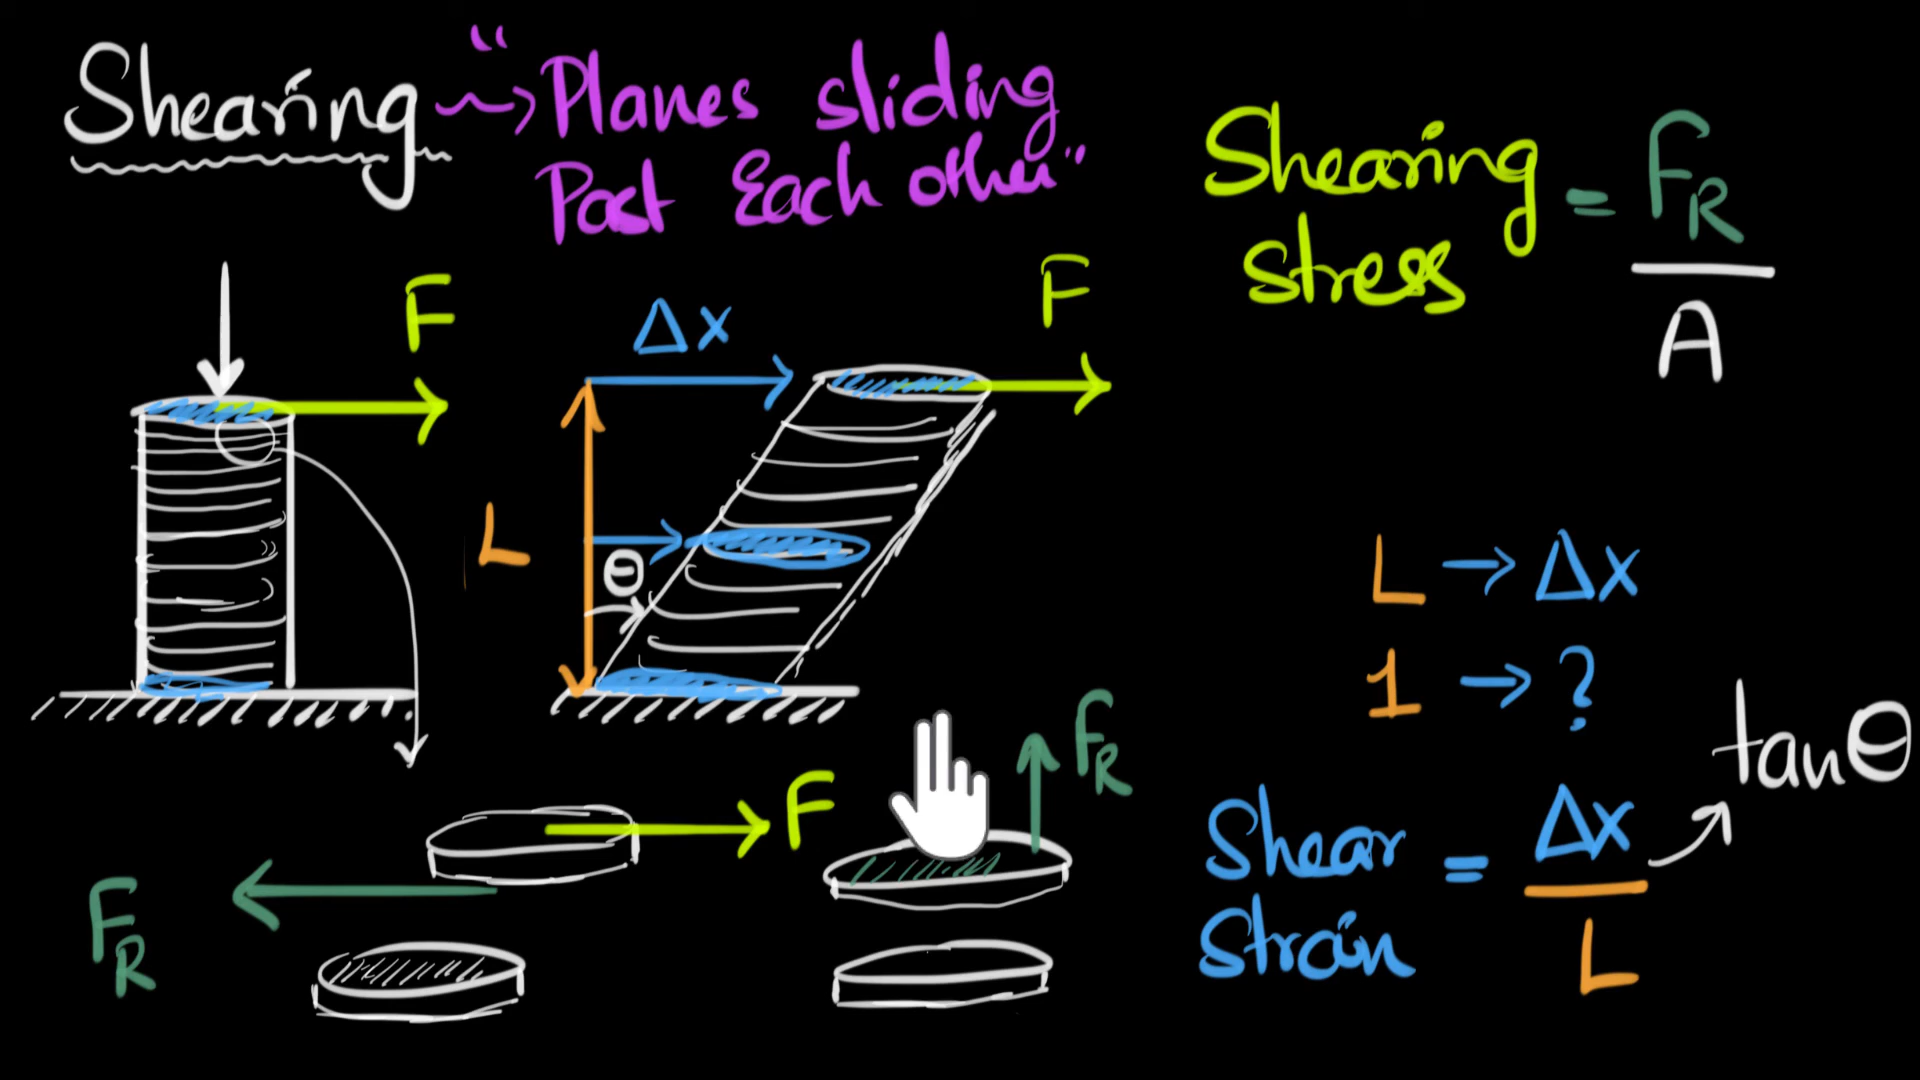 Shearing ~> "Planes sliding
Past Each other"
Shearing
stress = F_R / A
F
Δx
F
L
θ
L → Δx
1 → ?
tanθ
F_R
F
F_R
Shear
Strain = Δx / L